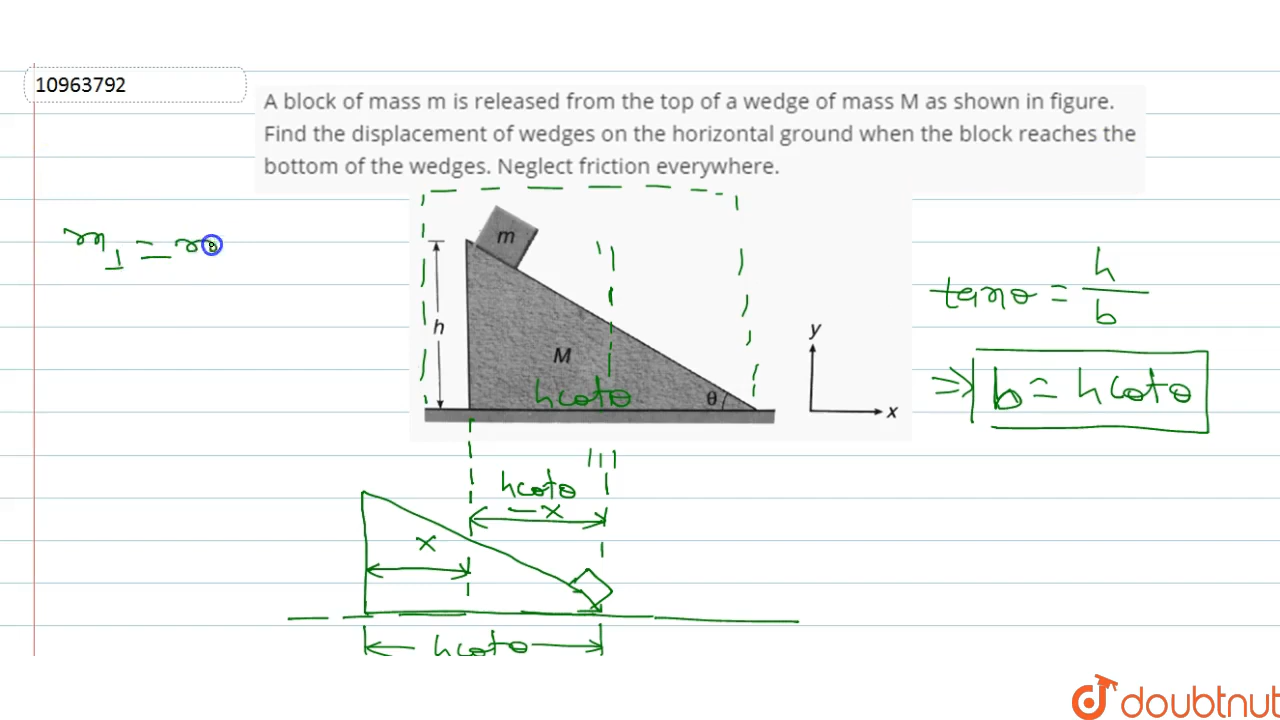 10963792
A block of mass m is released from the top of a wedge of mass M as shown in figure.
Find the displacement of wedges on the horizontal ground when the block reaches the
bottom of the wedges. Neglect friction everywhere.
m₁ = m
m
h
M
hcotθ
θ
y
x
tanθ = h/b
⇒ b = hcotθ
hcotθ
- x
x
hcotθ
doubtnut